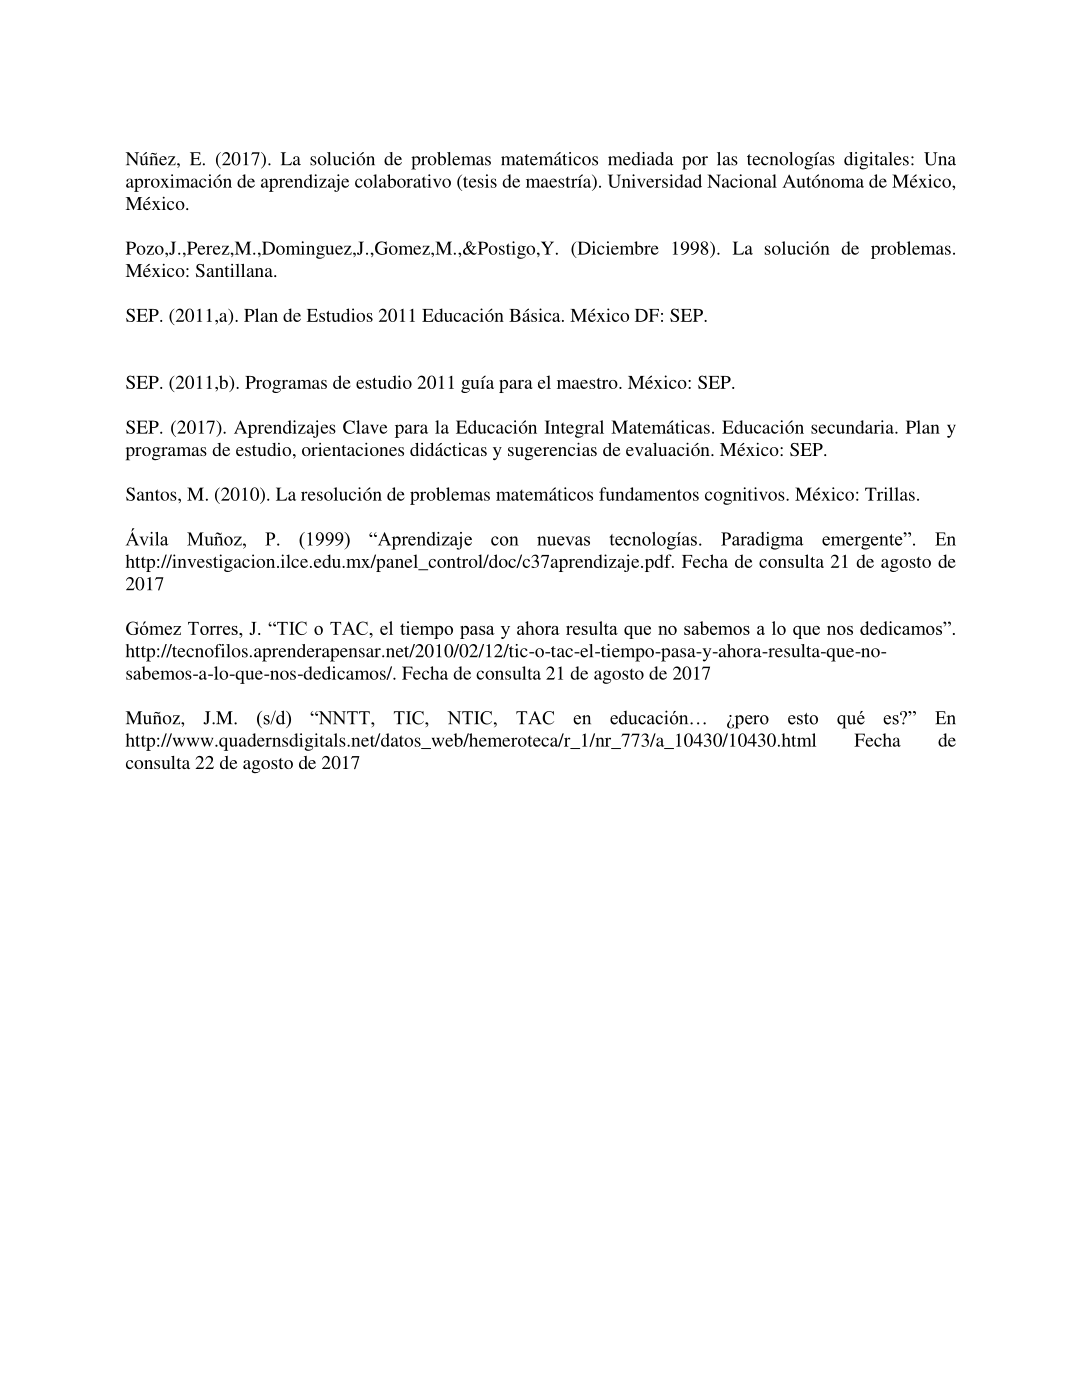 Núñez, E. (2017). La solución de problemas matemáticos mediada por las tecnologías digitales: Una
aproximación de aprendizaje colaborativo (tesis de maestría). Universidad Nacional Autónoma de México,
México.
Pozo,J.,Perez,M.,Dominguez,J.,Gomez,M.,&Postigo,Y. (Diciembre 1998). La solución de problemas.
México: Santillana.
SEP. (2011,a). Plan de Estudios 2011 Educación Básica. México DF: SEP.
SEP. (2011,b). Programas de estudio 2011 guía para el maestro. México: SEP.
SEP. (2017). Aprendizajes Clave para la Educación Integral Matemáticas. Educación secundaria. Plan y
programas de estudio, orientaciones didácticas y sugerencias de evaluación. México: SEP.
Santos, M. (2010). La resolución de problemas matemáticos fundamentos cognitivos. México: Trillas.
Ávila Muñoz, P. (1999) “Aprendizaje con nuevas tecnologías. Paradigma emergente”. En
http://investigacion.ilce.edu.mx/panel_control/doc/c37aprendizaje.pdf. Fecha de consulta 21 de agosto de
2017
Gómez Torres, J. “TIC o TAC, el tiempo pasa y ahora resulta que no sabemos a lo que nos dedicamos”.
http://tecnofilos.aprenderapensar.net/2010/02/12/tic-o-tac-el-tiempo-pasa-y-ahora-resulta-que-no-
sabemos-a-lo-que-nos-dedicamos/. Fecha de consulta 21 de agosto de 2017
Muñoz, J.M. (s/d) “NNTT, TIC, NTIC, TAC en educación… ¿pero esto qué es?” En
http://www.quadernsdigitals.net/datos_web/hemeroteca/r_1/nr_773/a_10430/10430.html Fecha de
consulta 22 de agosto de 2017